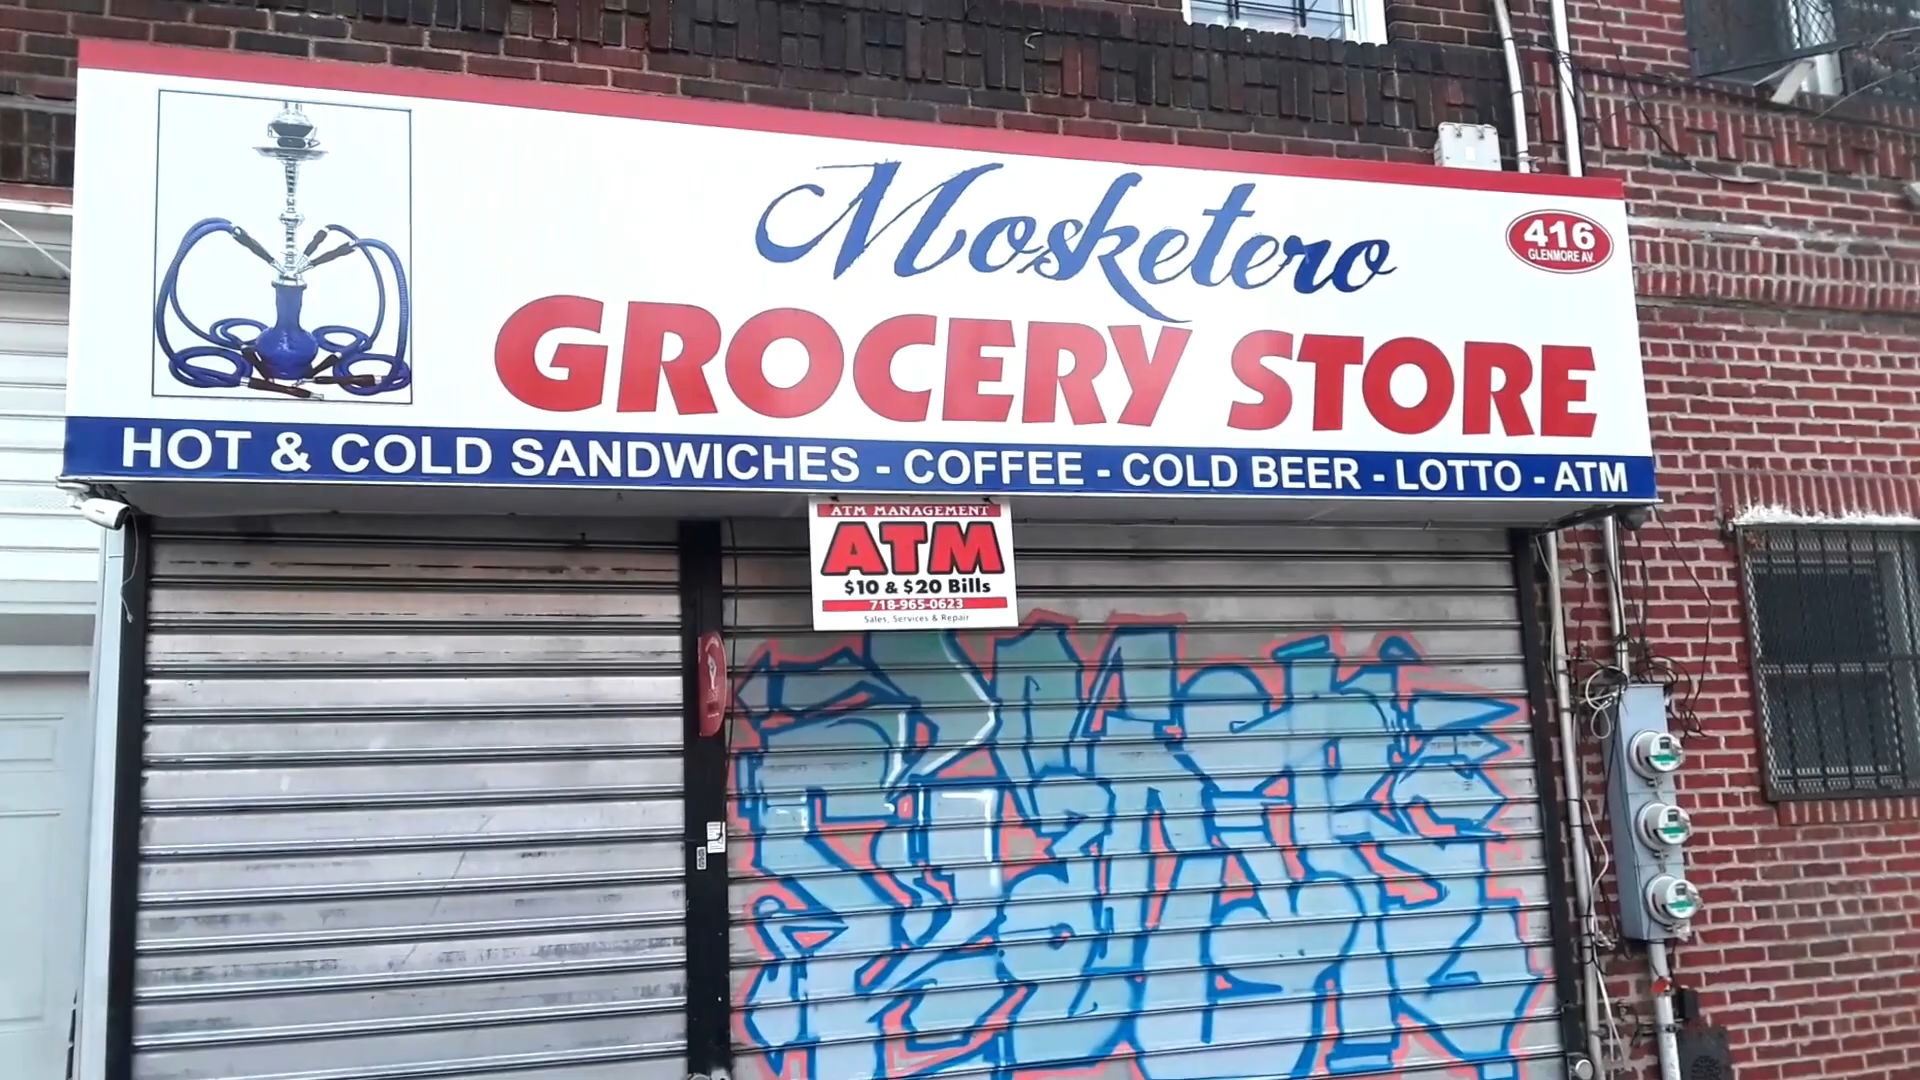 Mosketero
416
GLENMORE AV.
GROCERY STORE
HOT & COLD SANDWICHES - COFFEE - COLD BEER - LOTTO - ATM
ATM MANAGEMENT
ATM
$10 & $20 Bills
718-965-0623
Sales, Services & Repair